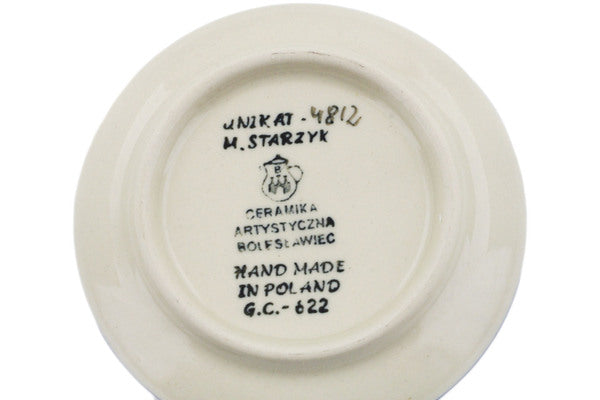 UNIKAT - 4812
M. STARZYK
B
CERAMIKA
ARTYSTYCZNA
BOLESŁAWIEC
HAND MADE
IN POLAND
G.C.- 622